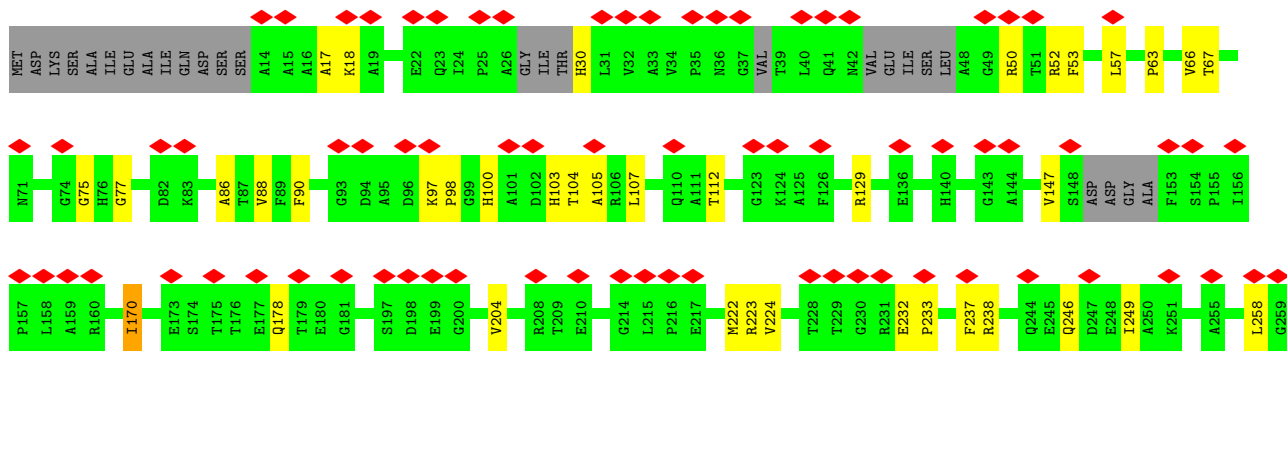 MET ASP LYS SER ALA ILE GLU ALA ILE GLN ASP SER SER A14 A15 A16 A17 K18 A19 E22 Q23 I24 P25 A26 GLY ILE THR H30 L31 V32 A33 V34 P35 N36 G37 VAL T39 L40 Q41 N42 VAL GLU ILE SER LEU A48 G49 R50 T51 R52 F53 L57 P63 V66 T67
N71 G74 G75 H76 G77 D82 K83 A86 T87 V88 F89 F90 G93 D94 A95 D96 K97 P98 G99 H100 A101 D102 H103 T104 A105 R106 L107 Q110 A111 T112 G123 K124 A125 F126 R129 E136 H140 G143 A144 V147 S148 ASP ASP GLY ALA F153 S154 P155 I156
P157 L158 A159 R160 I170 E173 S174 T175 T176 E177 Q178 T179 E180 G181 S197 D198 E199 G200 V204 R208 T209 E210 G214 L215 P216 E217 M222 R223 V224 T228 T229 G230 R231 E232 P233 F237 R238 Q244 E245 Q246 D247 E248 I249 A250 K251 A255 L258 G259